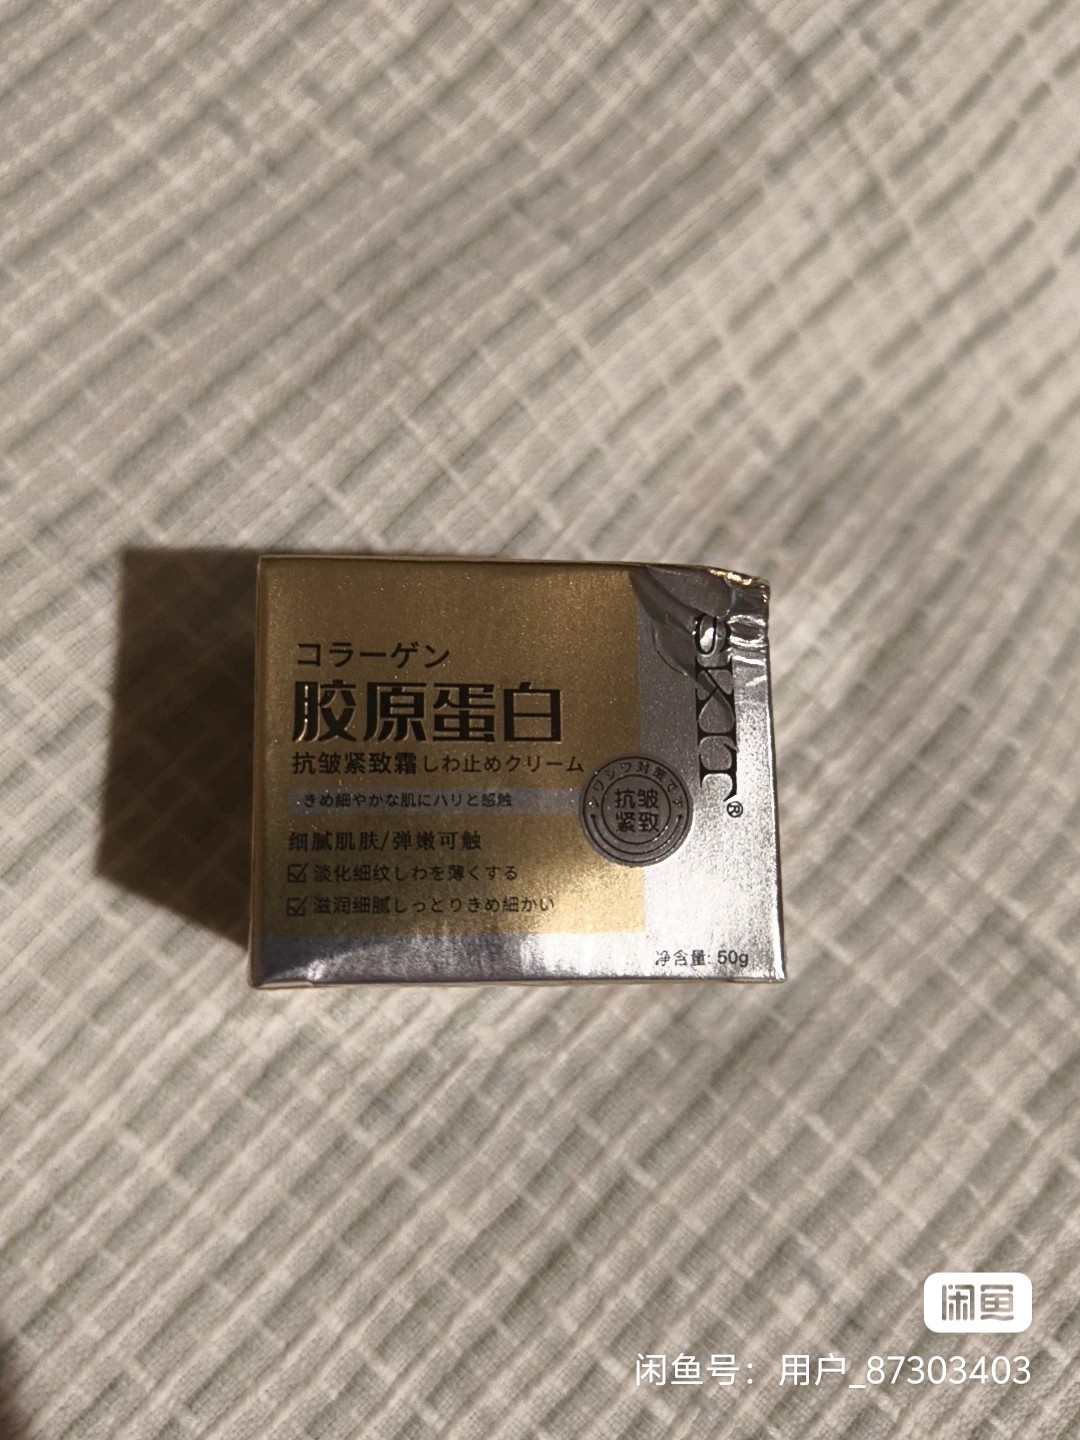 コラーゲン
胶原蛋白
抗皱紧致霜しわ止めクリーム
きめ細やかな肌にハリと感触
细腻肌肤/弹嫩可触
淡化细纹しわを薄くする
滋润细腻しっとりきめ細かい
抗皱
紧致
SKIT®
净含量: 50g
闲鱼
闲鱼号：用户_87303403